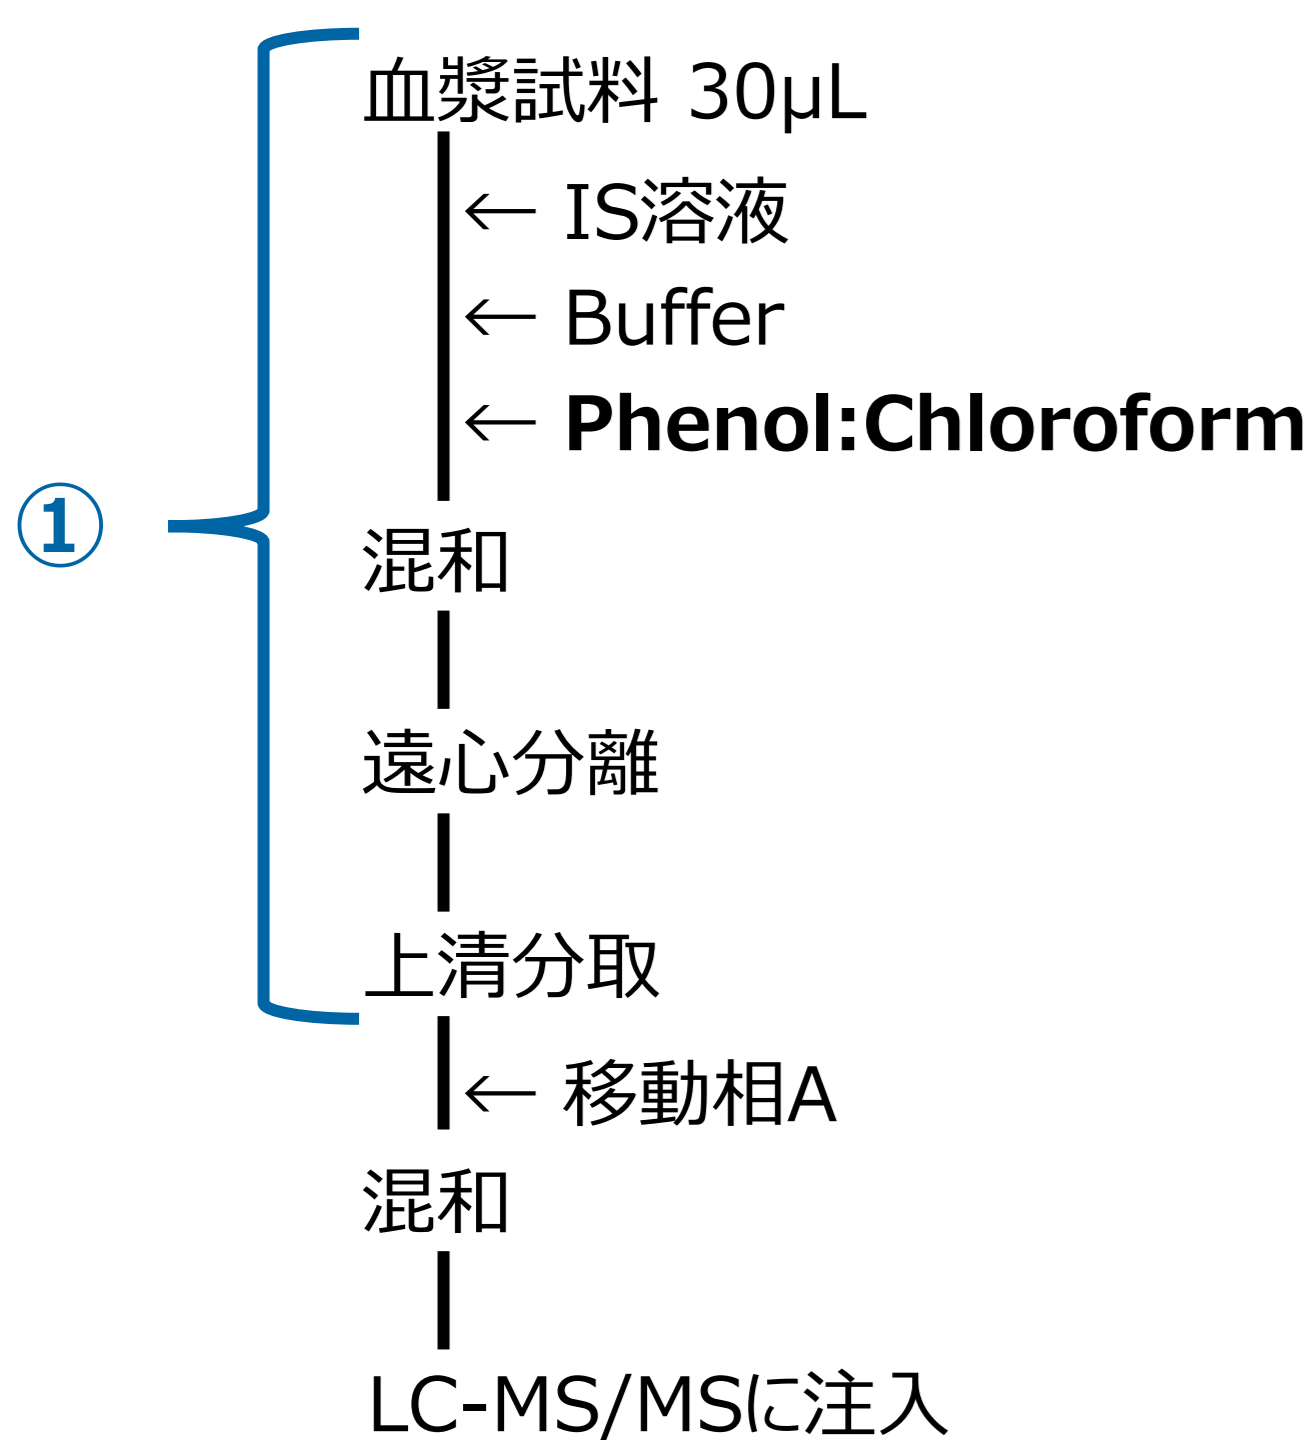 血漿試料 30µL
← IS溶液
← Buffer
← Phenol:Chloroform
①
混和
遠心分離
上清分取
← 移動相A
混和
LC-MS/MSに注入